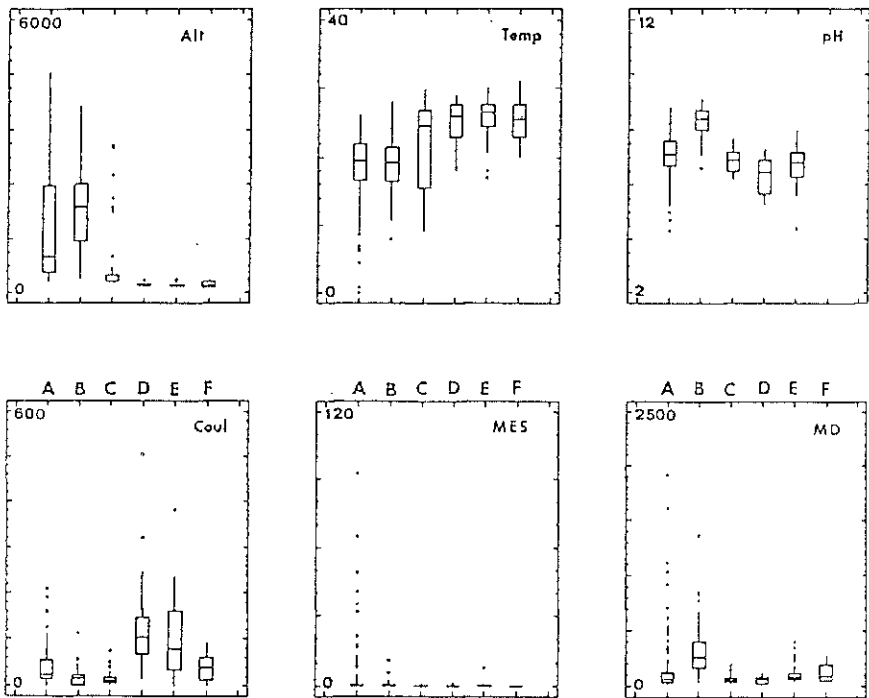 6000 Alt
0
40 Temp
0
12 pH
2
A B C D E F
600 Coul
0
A B C D E F
120 MES
0
A B C D E F
2500 MD
0